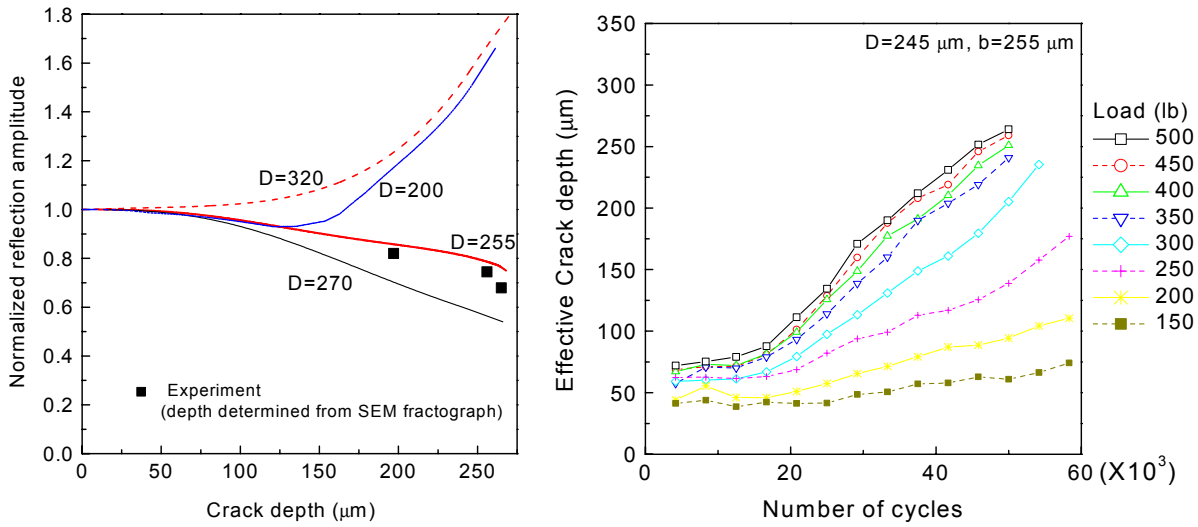 1.8
1.6
1.4
1.2
1.0
0.8
0.6
0.4
0.2
0.0
Normalized reflection amplitude
D=320
D=200
D=255
D=270
■ Experiment
(depth determined from SEM fractograph)
0 50 100 150 200 250
Crack depth (μm)
D=245 μm, b=255 μm
350
300
250
200
150
100
50
0
Effective Crack depth (μm)
0 20 40 60 (X10³)
Number of cycles
Load (lb)
500
450
400
350
300
250
200
150